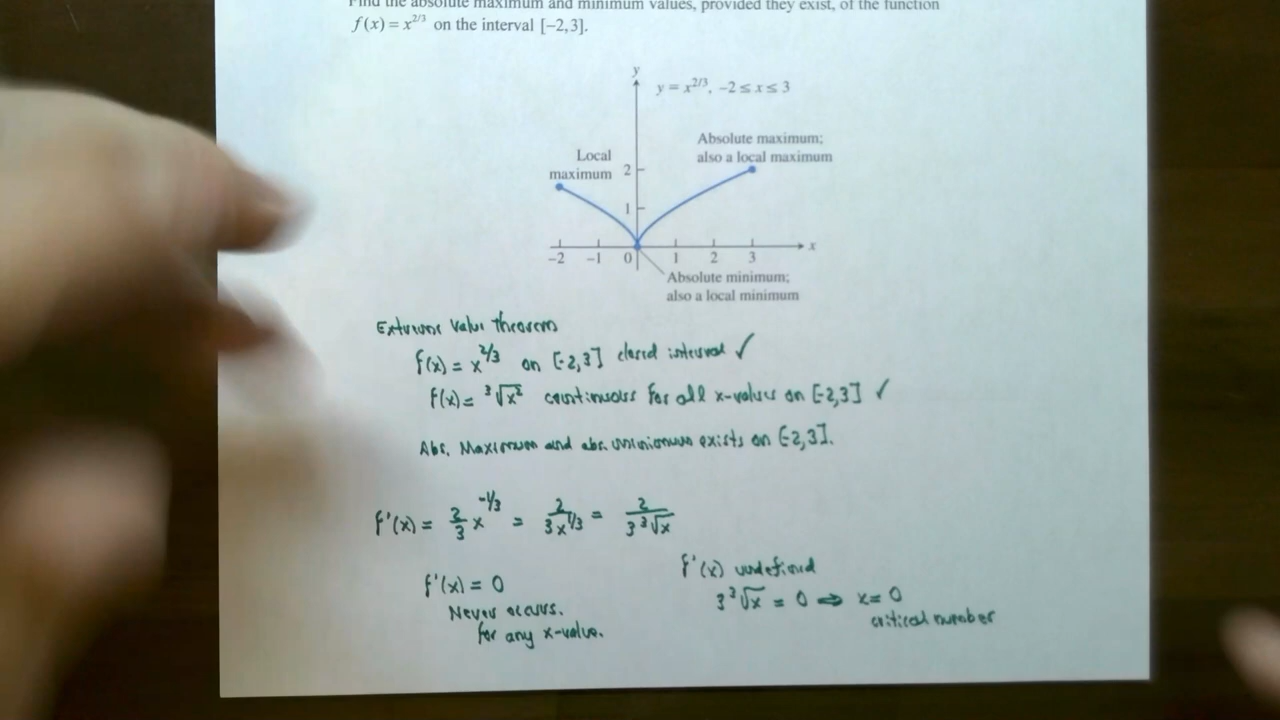 Find the absolute maximum and minimum values, provided they exist, of the function
f(x) = x^{2/3} on the interval [−2,3].
y
y = x^{2/3}, −2 ≤ x ≤ 3
Absolute maximum;
also a local maximum
Local
maximum
2
1
−2 −1 0 1 2 3 x
Absolute minimum;
also a local minimum
Extreme Value Theorem
f(x) = x^{2/3} on [-2,3] closed interval ✓
f(x) = ³√x² continuous for all x-values on [-2,3] ✓
Abs. Maximum and abs. minimum exists on [-2,3].
f'(x) = 2/3 x^{-1/3} = 2/(3x^{1/3}) = 2/(3 ³√x)
f'(x) = 0
Never occurs.
for any x-value.
f'(x) undefined
3 ³√x = 0 ⇒ x = 0
critical number